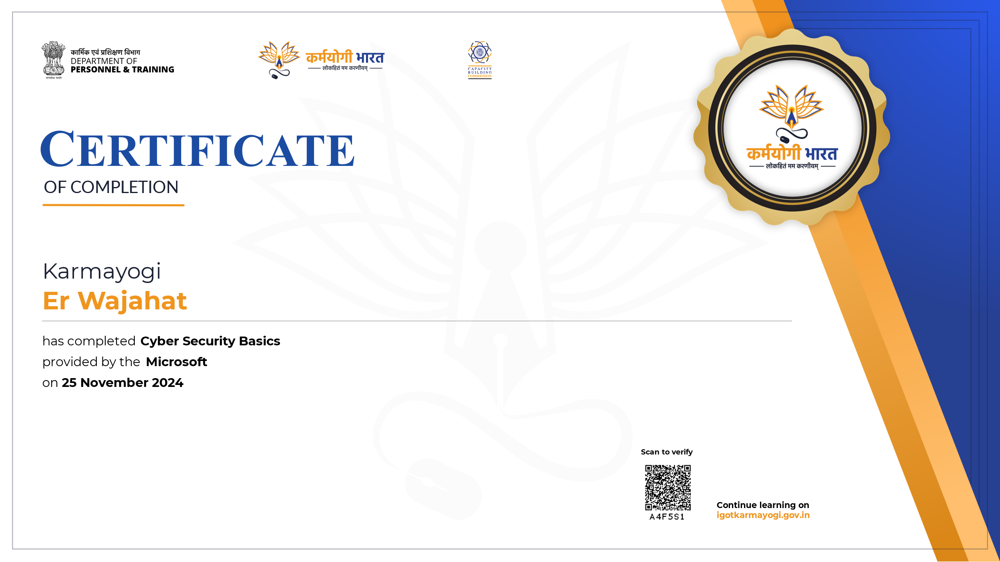 कार्मिक एवं प्रशिक्षण विभाग
DEPARTMENT OF
PERSONNEL & TRAINING
सत्यमेव जयते
कर्मयोगी भारत
लोकहितं मम करणीयम्
CAPACITY
BUILDING
COMMISSION
कर्मयोगी भारत
लोकहितं मम करणीयम्
CERTIFICATE
OF COMPLETION
Karmayogi
Er Wajahat
has completed Cyber Security Basics
provided by the Microsoft
on 25 November 2024
Scan to verify
A4F5S1
Continue learning on
igotkarmayogi.gov.in